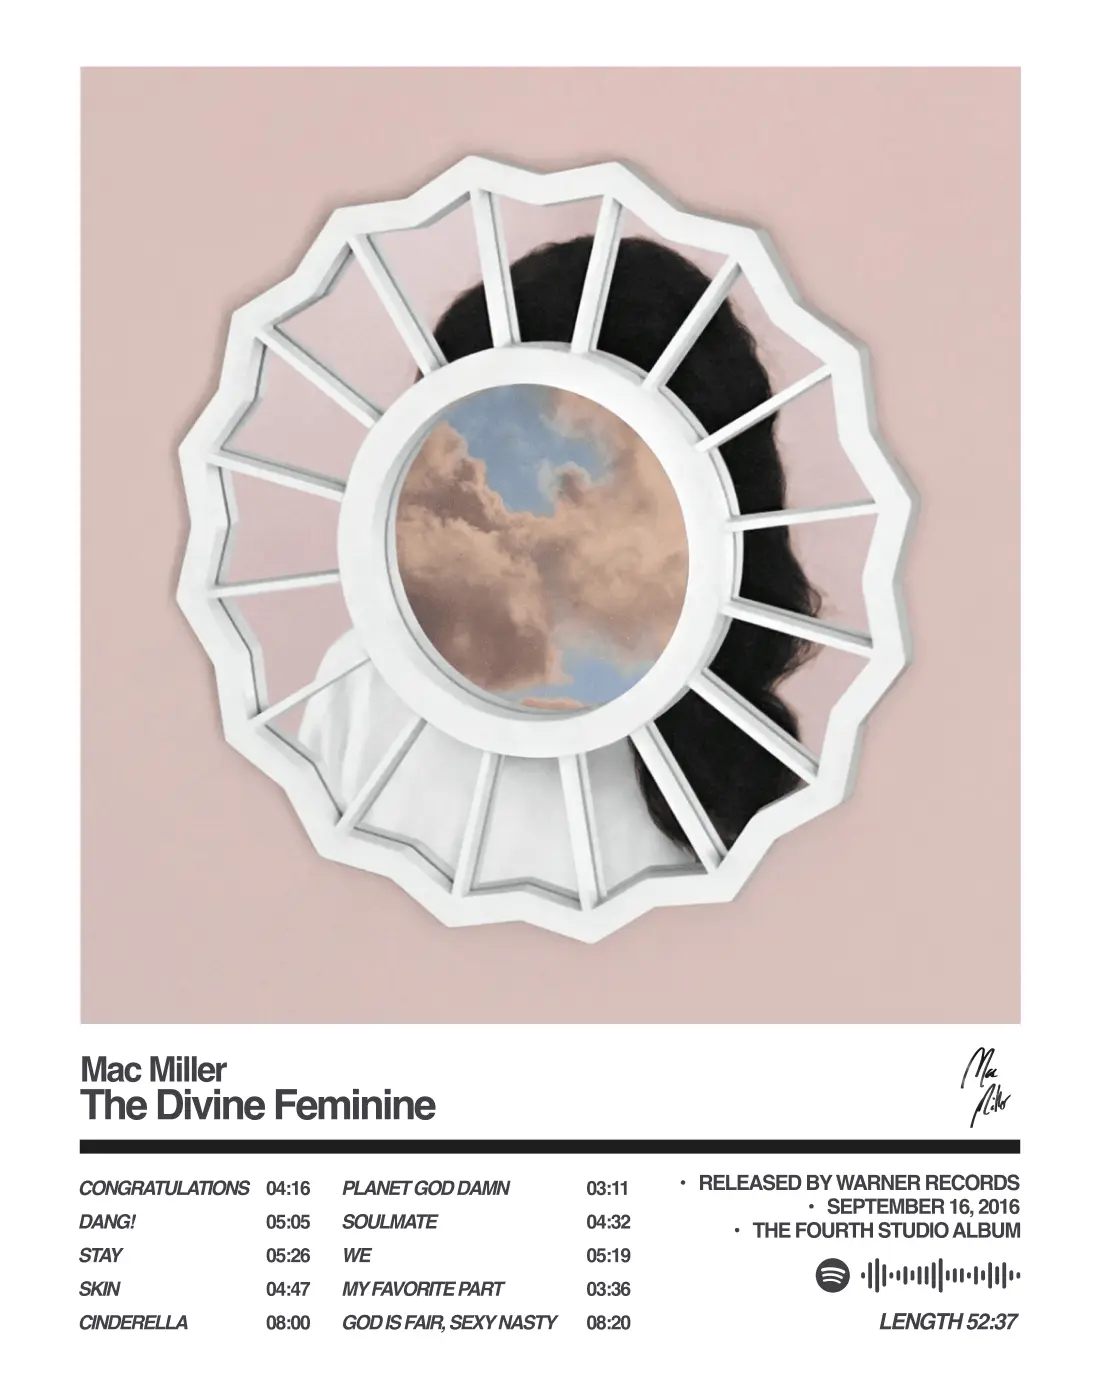 Mac Miller
The Divine Feminine
Mac
Miller
CONGRATULATIONS 04:16
DANG! 05:05
STAY 05:26
SKIN 04:47
CINDERELLA 08:00
PLANET GOD DAMN 03:11
SOULMATE 04:32
WE 05:19
MY FAVORITE PART 03:36
GOD IS FAIR, SEXY NASTY 08:20
• RELEASED BY WARNER RECORDS
• SEPTEMBER 16, 2016
• THE FOURTH STUDIO ALBUM
LENGTH 52:37